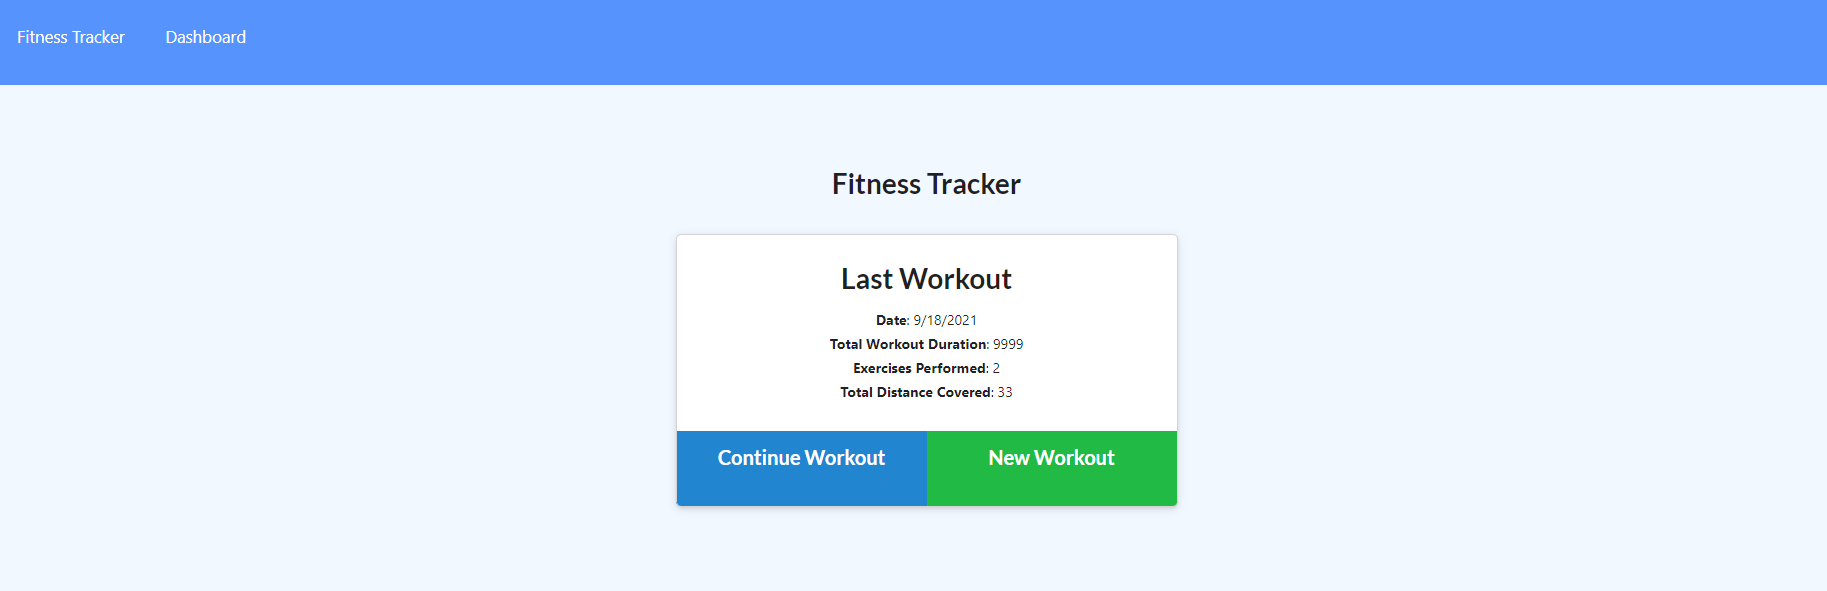 Fitness Tracker Dashboard
Fitness Tracker
Last Workout
Date: 9/18/2021
Total Workout Duration: 9999
Exercises Performed: 2
Total Distance Covered: 33
Continue Workout New Workout